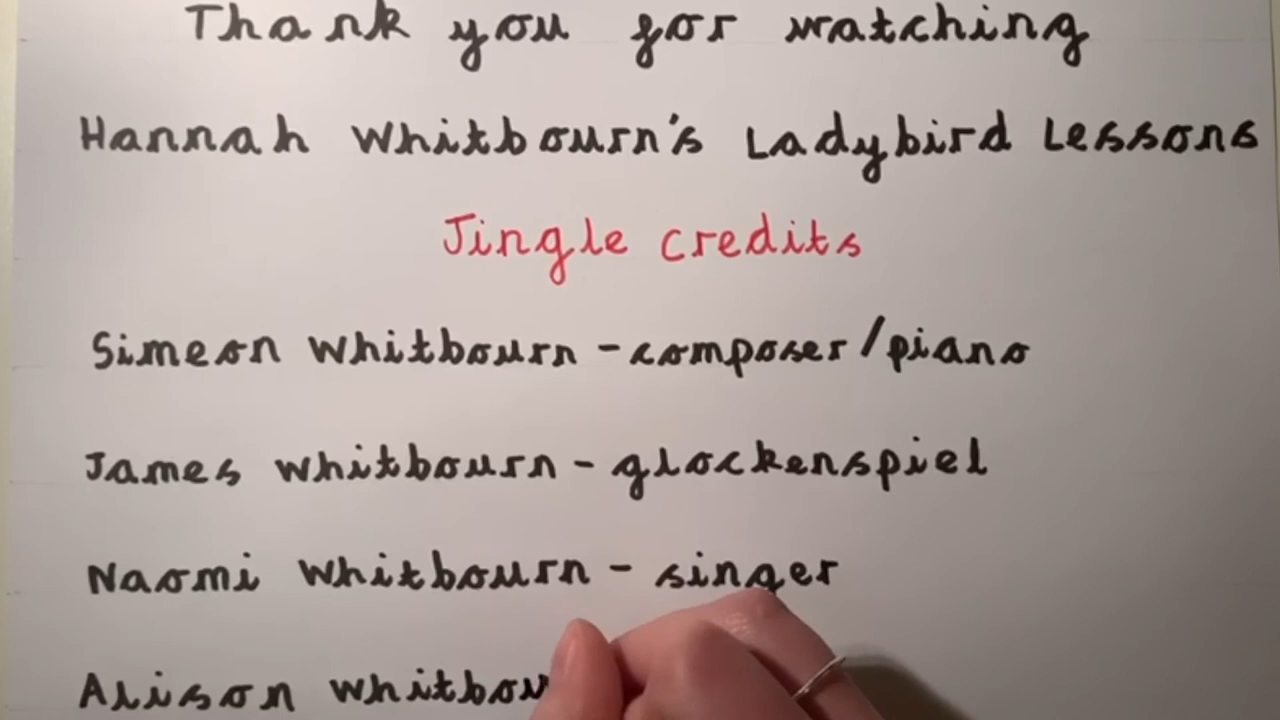 Thank you for watching
Hannah Whitbourn's Ladybird Lessons
Jingle credits
Simeon Whitbourn - composer/piano
James Whitbourn - glockenspiel
Naomi Whitbourn - singer
Alison